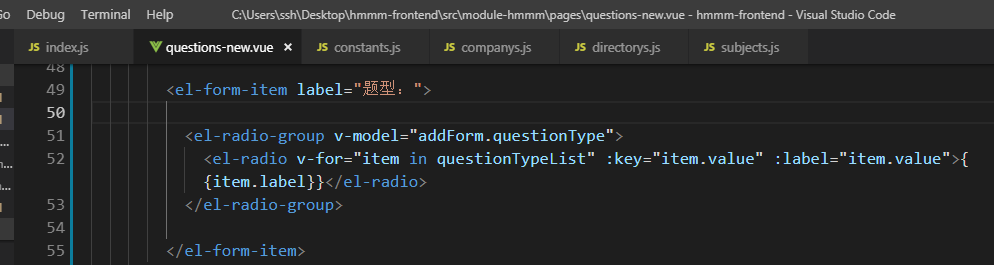 Go Debug Terminal Help C:\Users\ssh\Desktop\hmmm-frontend\src\module-hmmm\pages\questions-new.vue - hmmm-frontend - Visual Studio Code
JS index.js questions-new.vue × JS constants.js JS companys.js JS directorys.js JS subjects.js
48
49 <el-form-item label="题型：">
50
51 <el-radio-group v-model="addForm.questionType">
52 <el-radio v-for="item in questionTypeList" :key="item.value" :label="item.value">{
{item.label}}</el-radio>
53 </el-radio-group>
54
55 </el-form-item>